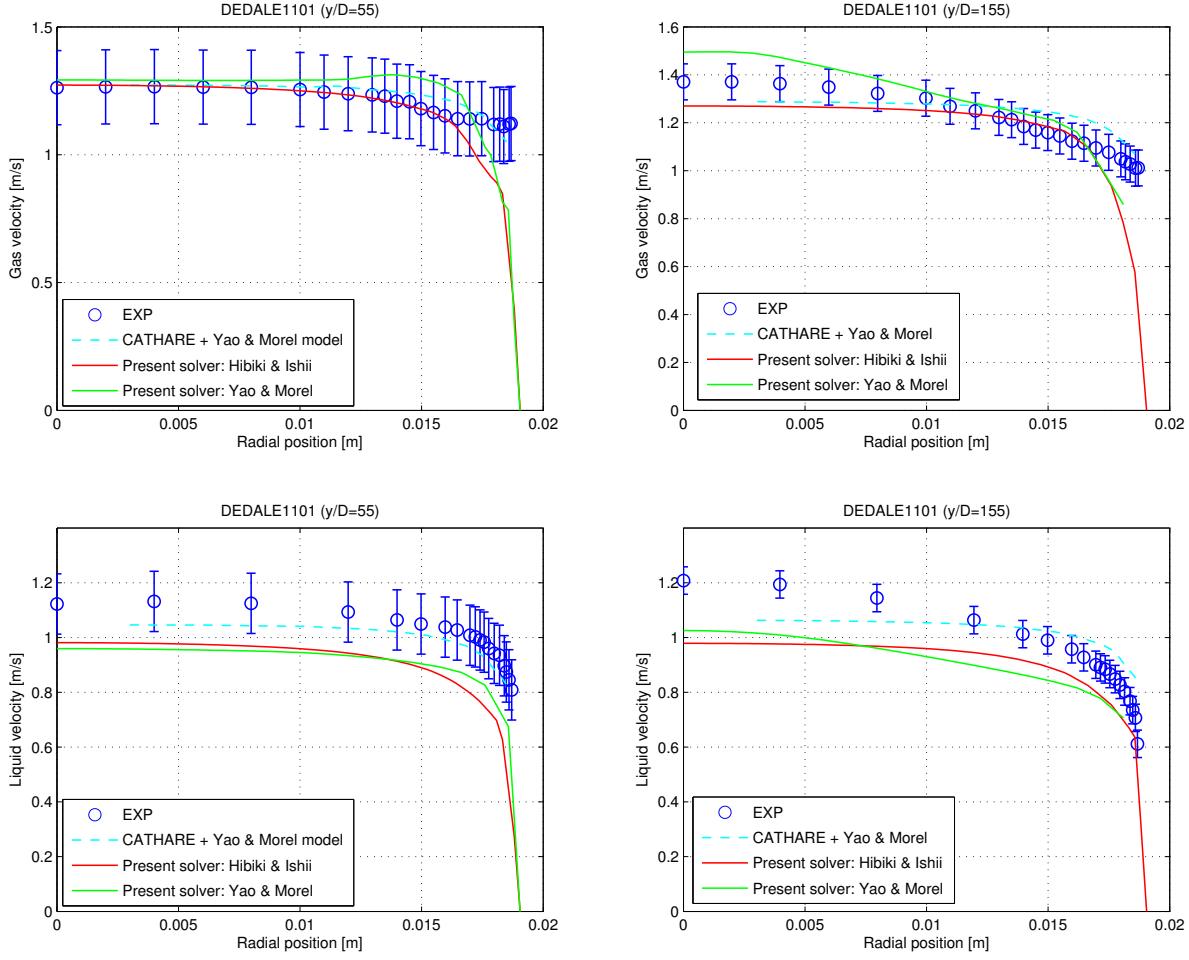 DEDALE1101 (y/D=55)
1.5
1
0.5
0
Gas velocity [m/s]
EXP
CATHARE + Yao & Morel model
Present solver: Hibiki & Ishii
Present solver: Yao & Morel
0 0.005 0.01 0.015 0.02
Radial position [m]
DEDALE1101 (y/D=155)
1.6
1.4
1.2
1
0.8
0.6
0.4
0.2
0
Gas velocity [m/s]
EXP
CATHARE + Yao & Morel
Present solver: Hibiki & Ishii
Present solver: Yao & Morel
0 0.005 0.01 0.015 0.02
Radial position [m]
DEDALE1101 (y/D=55)
1.2
1
0.8
0.6
0.4
0.2
0
Liquid velocity [m/s]
EXP
CATHARE + Yao & Morel model
Present solver: Hibiki & Ishii
Present solver: Yao & Morel
0 0.005 0.01 0.015 0.02
Radial position [m]
DEDALE1101 (y/D=155)
1.2
1
0.8
0.6
0.4
0.2
0
Liquid velocity [m/s]
EXP
CATHARE + Yao & Morel
Present solver: Hibiki & Ishii
Present solver: Yao & Morel
0 0.005 0.01 0.015 0.02
Radial position [m]